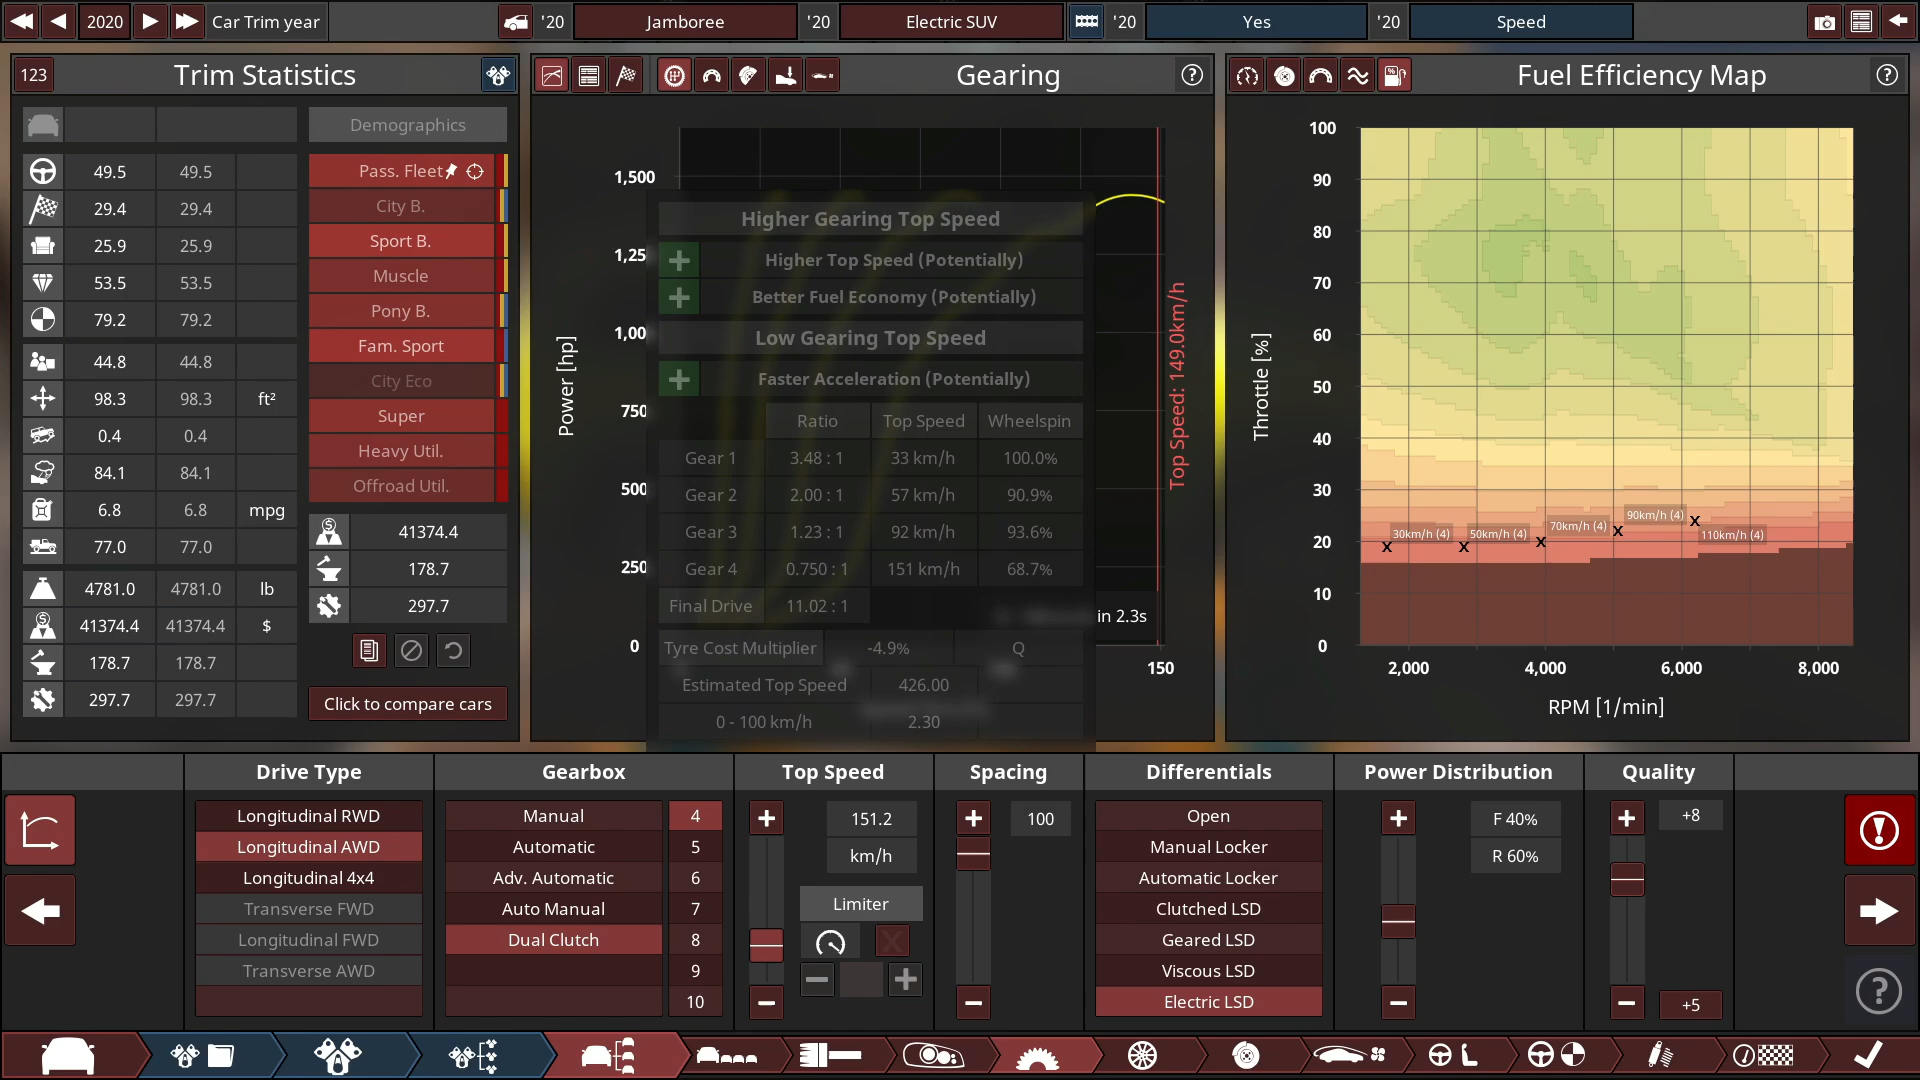 2020
Car Trim year
'20
Jamboree
'20
Electric SUV
'20
Yes
'20
Speed
123
Trim Statistics
49.5 49.5
29.4 29.4
25.9 25.9
53.5 53.5
79.2 79.2
44.8 44.8
98.3 98.3 ft²
0.4 0.4
84.1 84.1
6.8 6.8 mpg
77.0 77.0
4781.0 4781.0 lb
41374.4 41374.4 $
178.7 178.7
297.7 297.7
Demographics
Pass. Fleet
City B.
Sport B.
Muscle
Pony B.
Fam. Sport
City Eco
Super
Heavy Util.
Offroad Util.
41374.4
178.7
297.7
Click to compare cars
Gearing
?
Power [hp]
1,500
1,25
1,00
750
500
250
0
Higher Gearing Top Speed
+ Higher Top Speed (Potentially)
+ Better Fuel Economy (Potentially)
Low Gearing Top Speed
+ Faster Acceleration (Potentially)
Ratio Top Speed Wheelspin
Gear 1 3.48 : 1 33 km/h 100.0%
Gear 2 2.00 : 1 57 km/h 90.9%
Gear 3 1.23 : 1 92 km/h 93.6%
Gear 4 0.750 : 1 151 km/h 68.7%
Final Drive 11.02 : 1
Tyre Cost Multiplier -4.9% Q
Estimated Top Speed 426.00
0 - 100 km/h 2.30
in 2.3s
150
Top Speed: 149.0km/h
Fuel Efficiency Map
?
Throttle [%]
100
90
80
70
60
50
40
30
20
10
0
30km/h (4)
50km/h (4)
70km/h (4)
90km/h (4)
110km/h (4)
2,000 4,000 6,000 8,000
RPM [1/min]
Drive Type
Longitudinal RWD
Longitudinal AWD
Longitudinal 4x4
Transverse FWD
Longitudinal FWD
Transverse AWD
Gearbox
Manual 4
Automatic 5
Adv. Automatic 6
Auto Manual 7
Dual Clutch 8
9
10
Top Speed
151.2
km/h
Limiter
X
Spacing
100
Differentials
Open
Manual Locker
Automatic Locker
Clutched LSD
Geared LSD
Viscous LSD
Electric LSD
Power Distribution
F 40%
R 60%
Quality
+8
+5
?